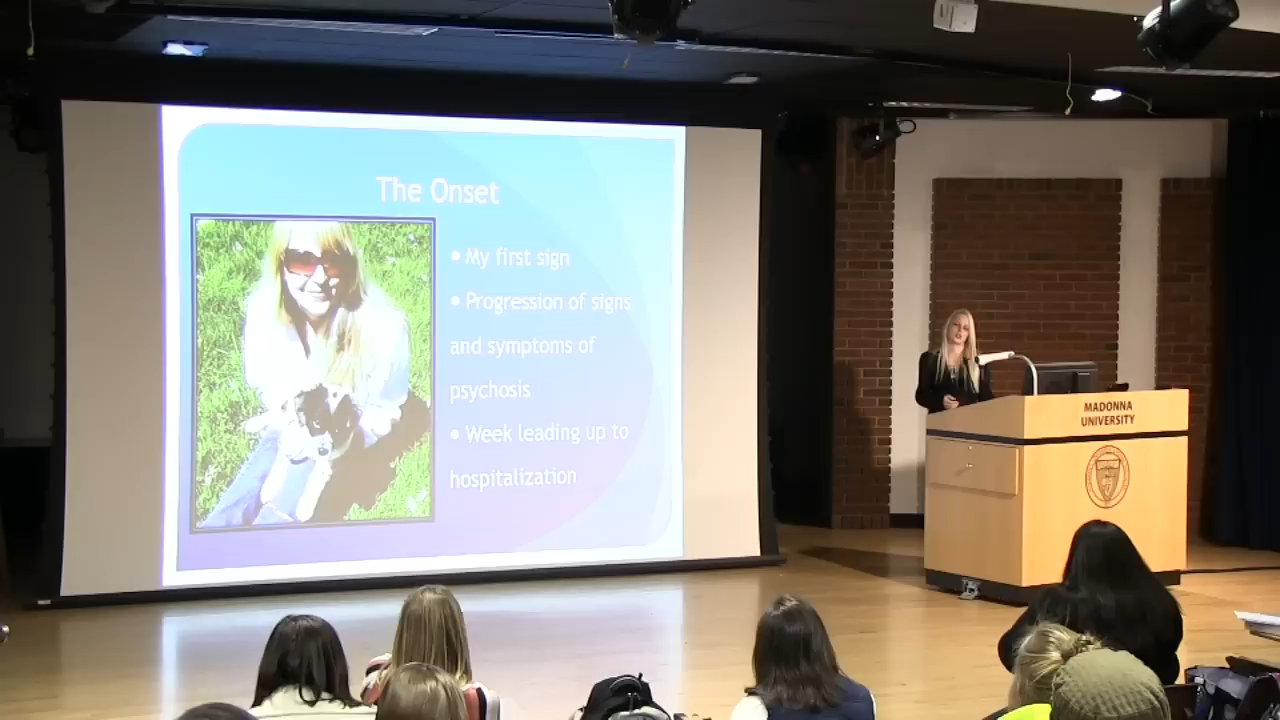 The Onset
• My first sign
• Progression of signs
and symptoms of
psychosis
• Week leading up to
hospitalization
MADONNA
UNIVERSITY